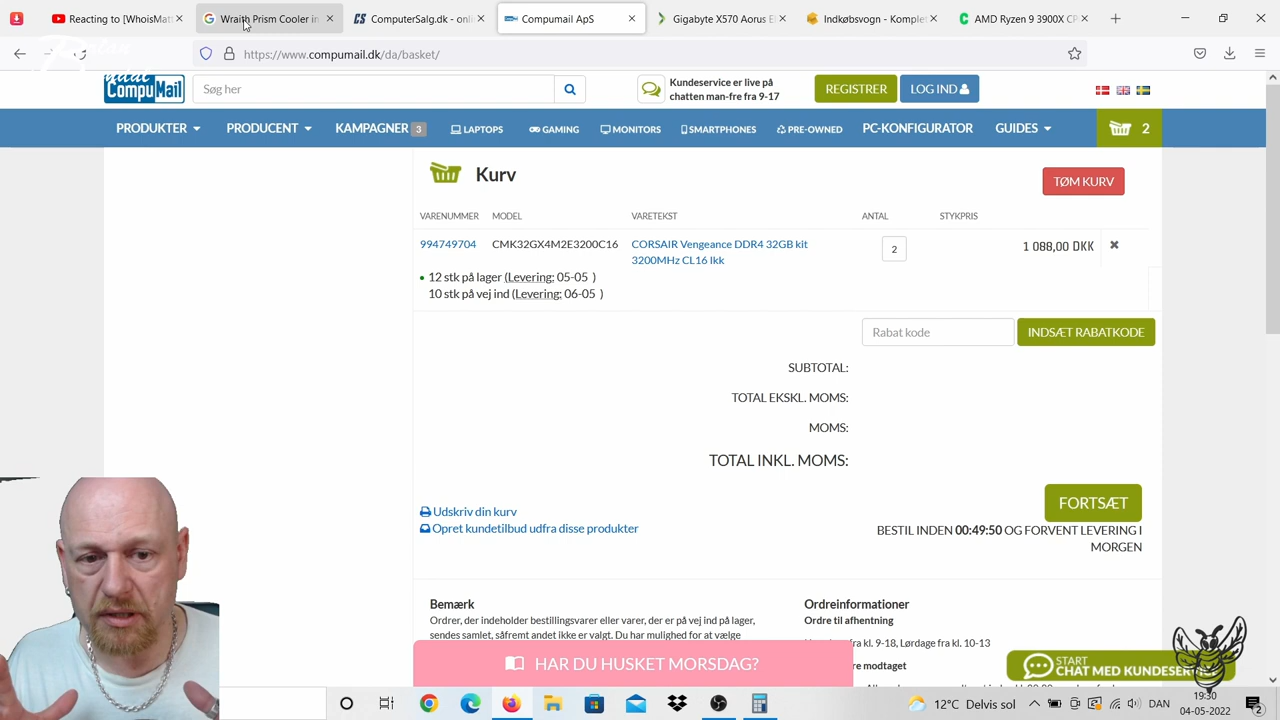 Reacting to [WhoisMatt
Wraith Prism Cooler in
ComputerSalg.dk - onli
Compumail ApS
Gigabyte X570 Aorus El
Indkøbsvogn - Komplet
AMD Ryzen 9 3900X CP
https://www.compumail.dk/da/basket/
CompuMail
Søg her
Kundeservice er live på
chatten man-fre fra 9-17
REGISTRER
LOG IND
PRODUKTER
PRODUCENT
KAMPAGNER 3
LAPTOPS
GAMING
MONITORS
SMARTPHONES
PRE-OWNED
PC-KONFIGURATOR
GUIDES
2
Kurv
TØM KURV
VARENUMMER MODEL VARETEKST ANTAL STYKPRIS
994749704 CMK32GX4M2E3200C16 CORSAIR Vengeance DDR4 32GB kit 2 1 088,00 DKK
3200MHz CL16 Ikk
12 stk på lager (Levering: 05-05 )
10 stk på vej ind (Levering: 06-05 )
Rabat kode
INDSÆT RABATKODE
SUBTOTAL:
TOTAL EKSKL. MOMS:
MOMS:
TOTAL INKL. MOMS:
Udskriv din kurv
Opret kundetilbud udfra disse produkter
FORTSÆT
BESTIL INDEN 00:49:50 OG FORVENT LEVERING I
MORGEN
Bemærk
Ordrer, der indeholder bestillingsvarer eller varer, der er på vej ind på lager,
sendes samlet, såfremt andet ikke er valgt. Du har mulighed for at vælge
Ordreinformationer
Ordre til afhentning
fra kl. 9-18, Lørdage fra kl. 10-13
modtaget
HAR DU HUSKET MORSDAG?
START
CHAT MED KUNDESERVICE
12°C Delvis sol
DAN
19:30
04-05-2022
2